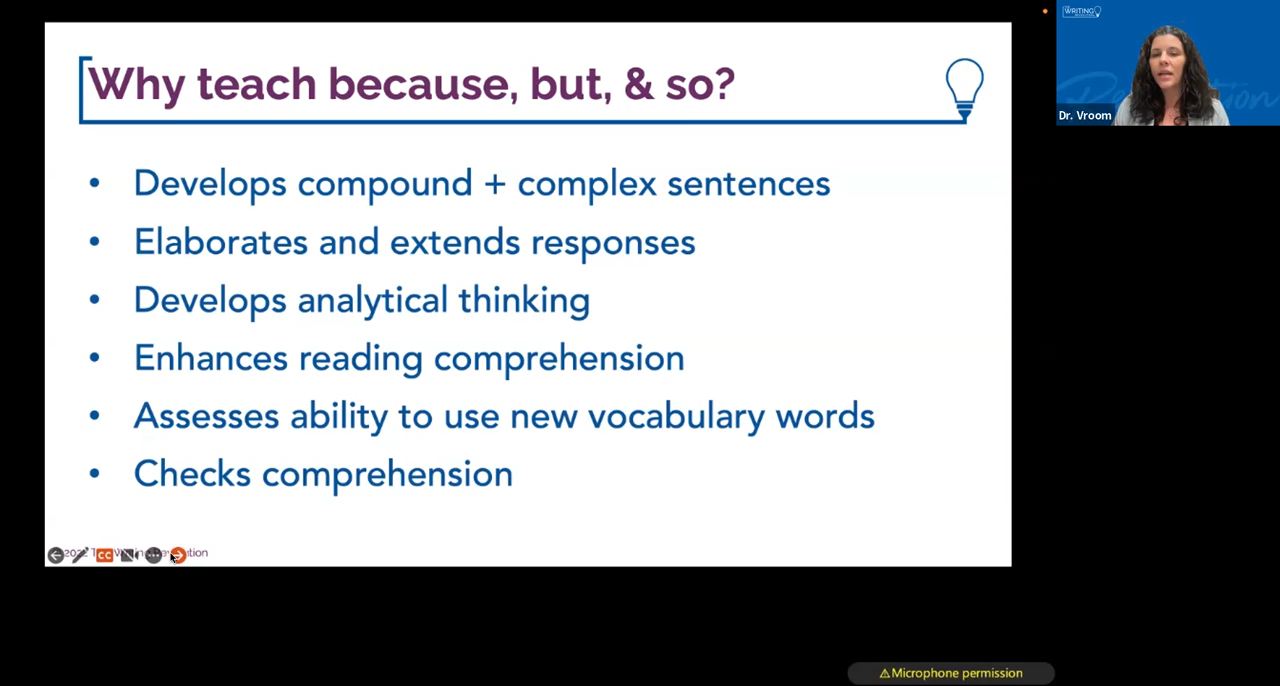 Why teach because, but, & so?
• Develops compound + complex sentences
• Elaborates and extends responses
• Develops analytical thinking
• Enhances reading comprehension
• Assesses ability to use new vocabulary words
• Checks comprehension
CC
WRITING
Dr. Vroom
⚠Microphone permission